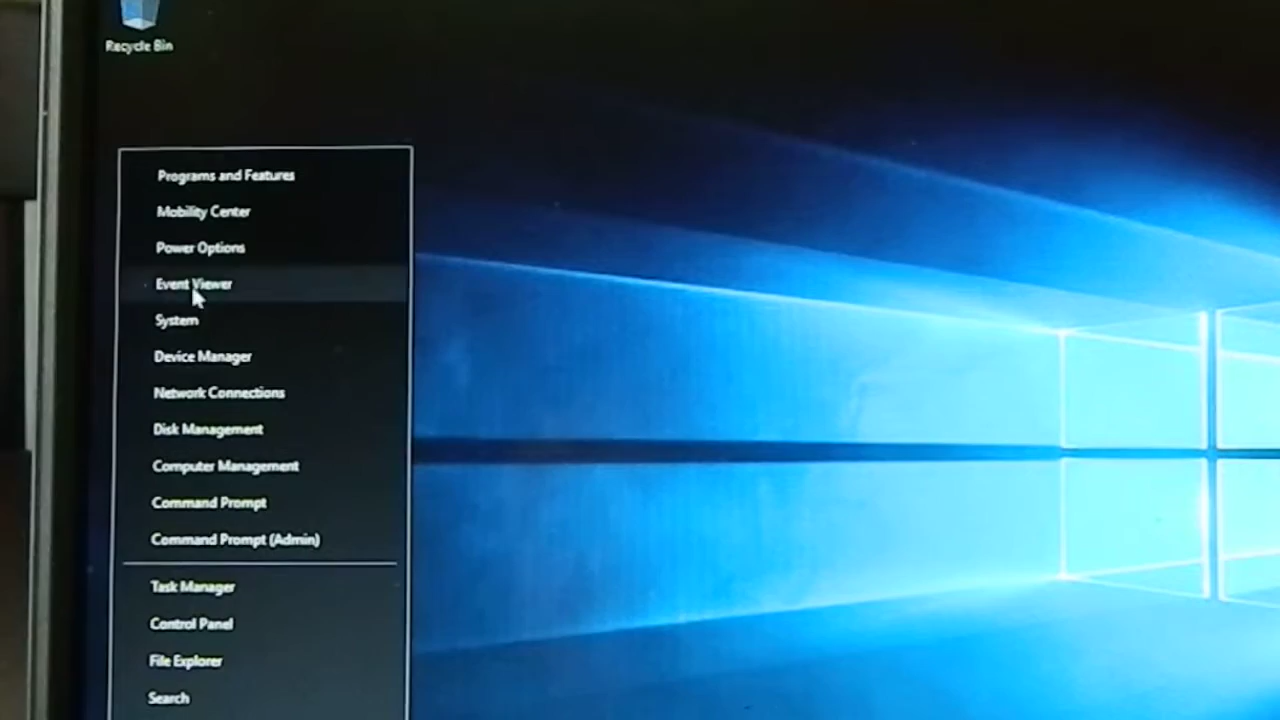 Recycle Bin
Programs and Features
Mobility Center
Power Options
Event Viewer
System
Device Manager
Network Connections
Disk Management
Computer Management
Command Prompt
Command Prompt (Admin)
Task Manager
Control Panel
File Explorer
Search